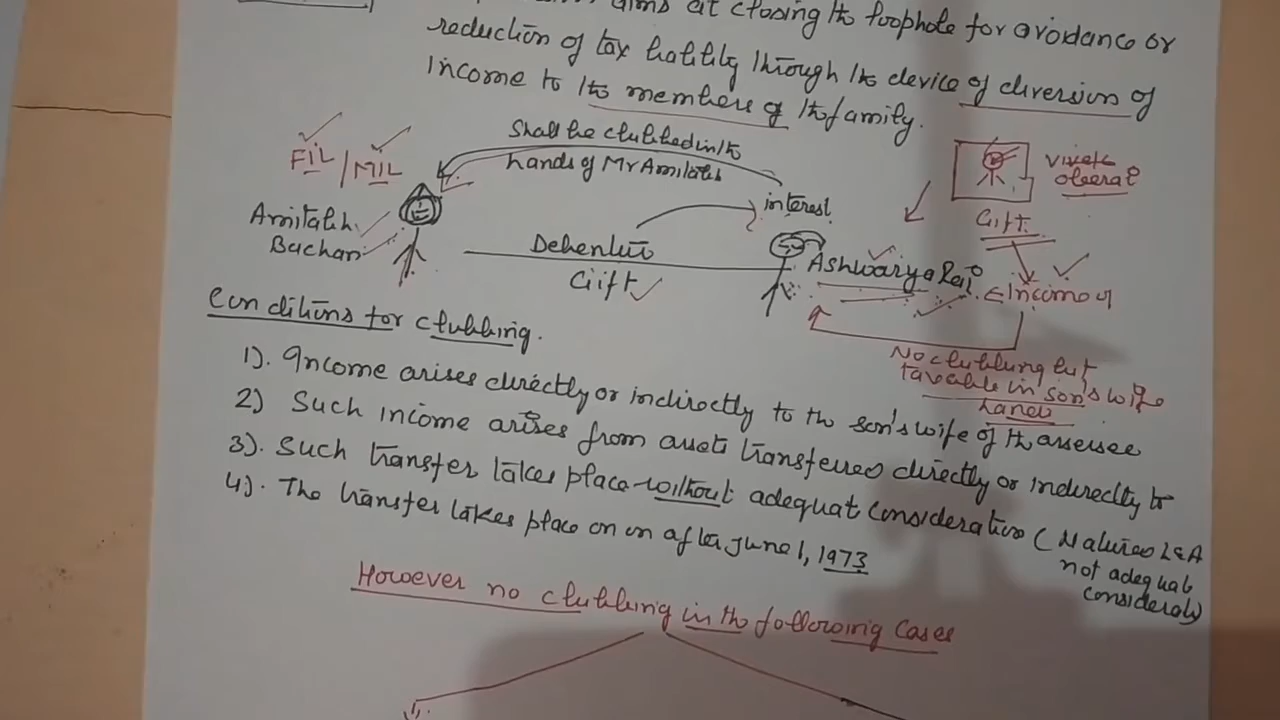 aims at closing the loophole for avoidance or
reduction of tax liability through the device of diversion of
income to the members of the family.
FIL / MIL
Shall be clubbed in the
hands of Mr Amitabh
Vivek
oberai
Gift
interest
Amitabh
Bachan
Debenture
Gift
Ashwarya Rai
Income of
No clubbing but
taxable in son's wife
hands
Conditions for clubbing.
1). Income arises directly or indirectly to the son's wife of the assessee
2) Such income arises from assets transferred directly or indirectly to
3). Such transfer takes place without adequate consideration (Natural L&A
not adequate
consideration)
4). The transfer takes place on or after June 1, 1973
However no clubbing in the following cases
1).